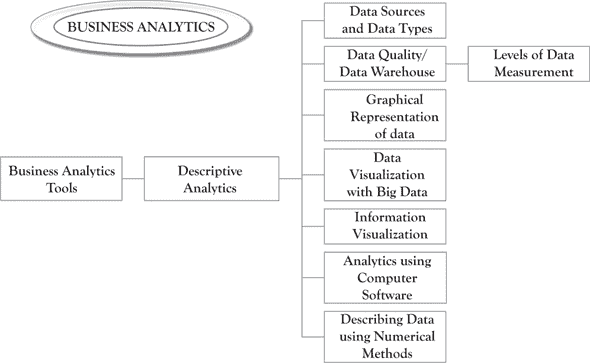 BUSINESS ANALYTICS
Data Sources
and Data Types
Data Quality/
Data Warehouse
Levels of Data
Measurement
Graphical
Representation
of data
Business Analytics
Tools
Descriptive
Analytics
Data
Visualization
with Big Data
Information
Visualization
Analytics using
Computer
Software
Describing Data
using Numerical
Methods